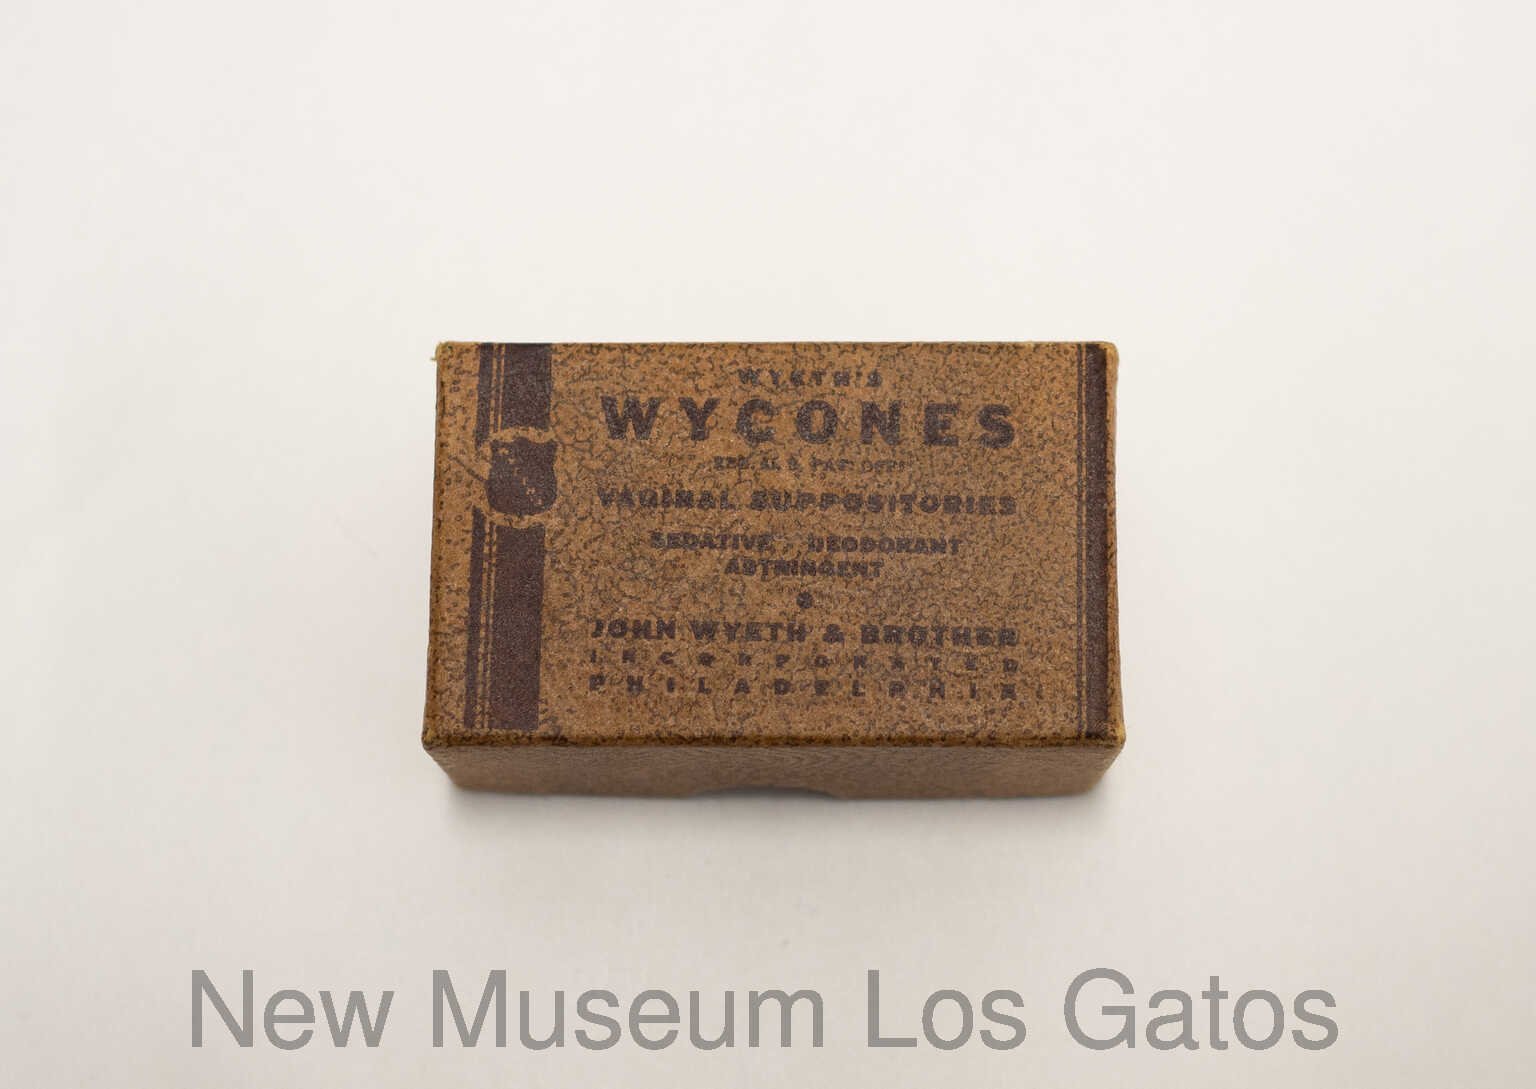 WYETH'S
WYCONES
REG. U. S. PAT. OFF.
VAGINAL SUPPOSITORIES
SEDATIVE · DEODORANT
ASTRINGENT
JOHN WYETH & BROTHER
INCORPORATED
PHILADELPHIA
New Museum Los Gatos